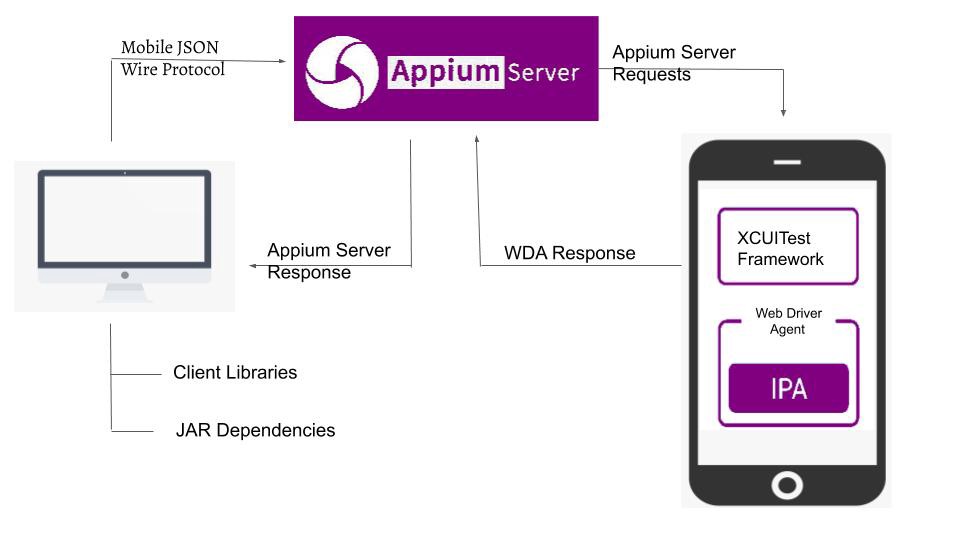 Mobile JSON
Wire Protocol
Appium Server
Appium Server
Requests
Appium Server
Response
WDA Response
XCUITest
Framework
Web Driver
Agent
IPA
Client Libraries
JAR Dependencies